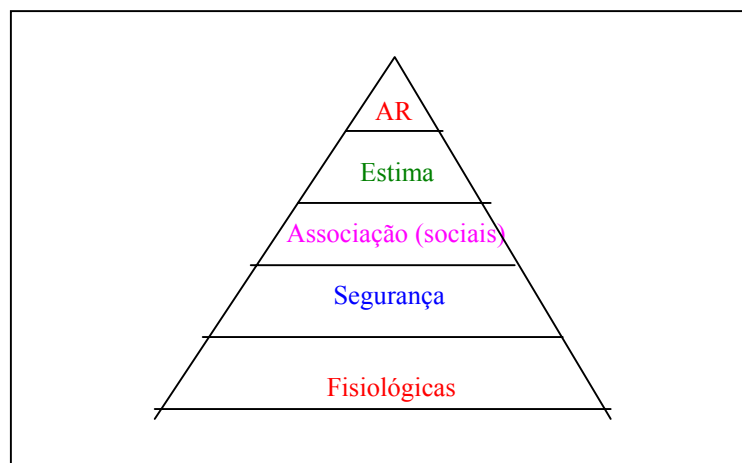 AR
Estima
Associação (sociais)
Segurança
Fisiológicas